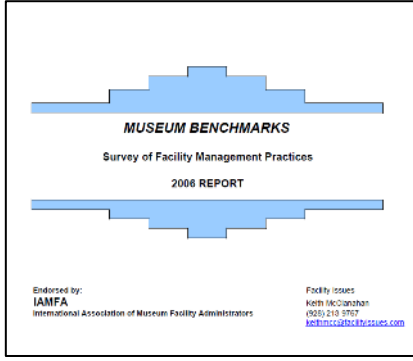 MUSEUM BENCHMARKS
Survey of Facility Management Practices
2006 REPORT
Endorsed by:
IAMFA
International Association of Museum Facility Administrators
Facility Issues
Keith McClanahan
(928) 213 9767
keithmcc@facilityissues.com